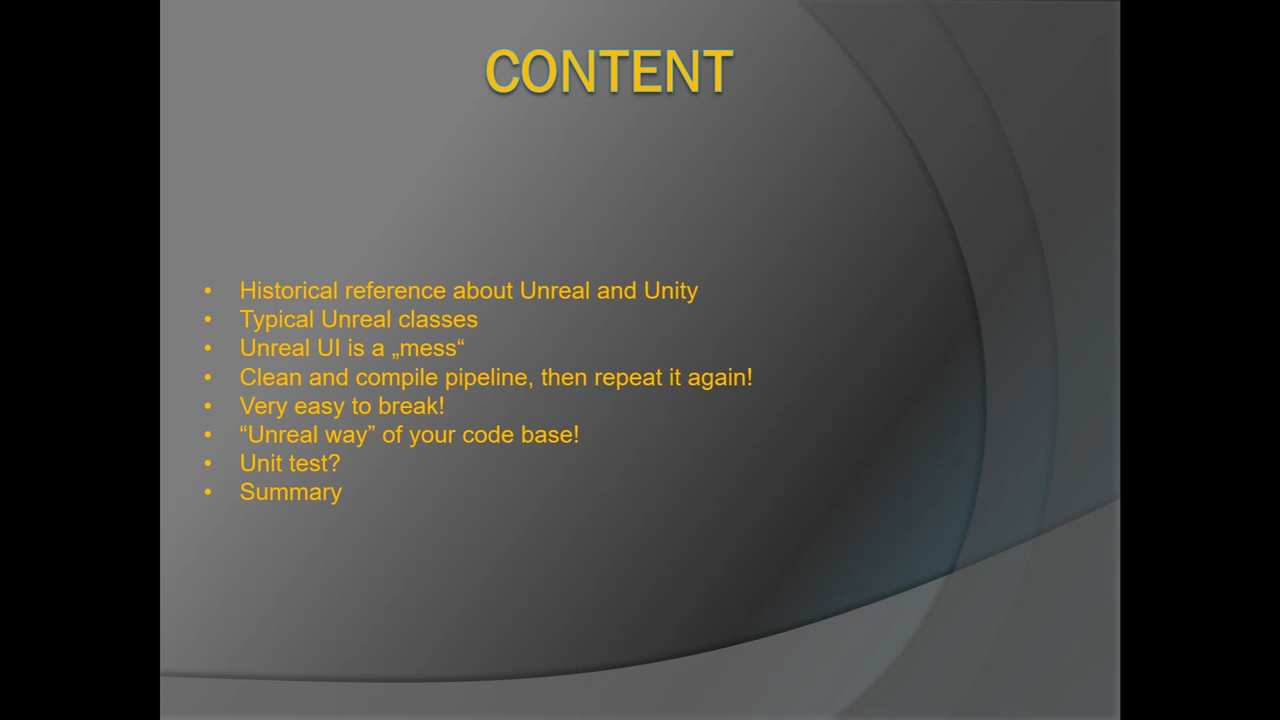 CONTENT
• Historical reference about Unreal and Unity
• Typical Unreal classes
• Unreal UI is a „mess“
• Clean and compile pipeline, then repeat it again!
• Very easy to break!
• “Unreal way” of your code base!
• Unit test?
• Summary